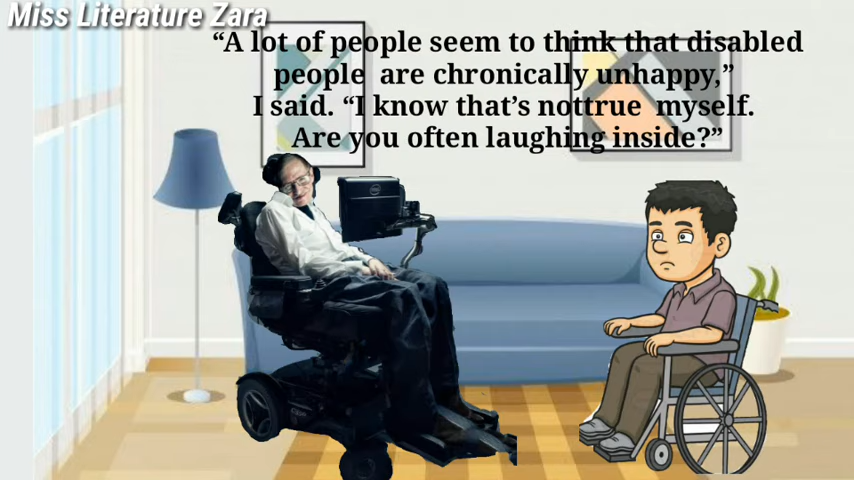 Miss Literature Zara
“A lot of people seem to think that disabled
people are chronically unhappy,”
I said. “I know that’s nottrue myself.
Are you often laughing inside?”